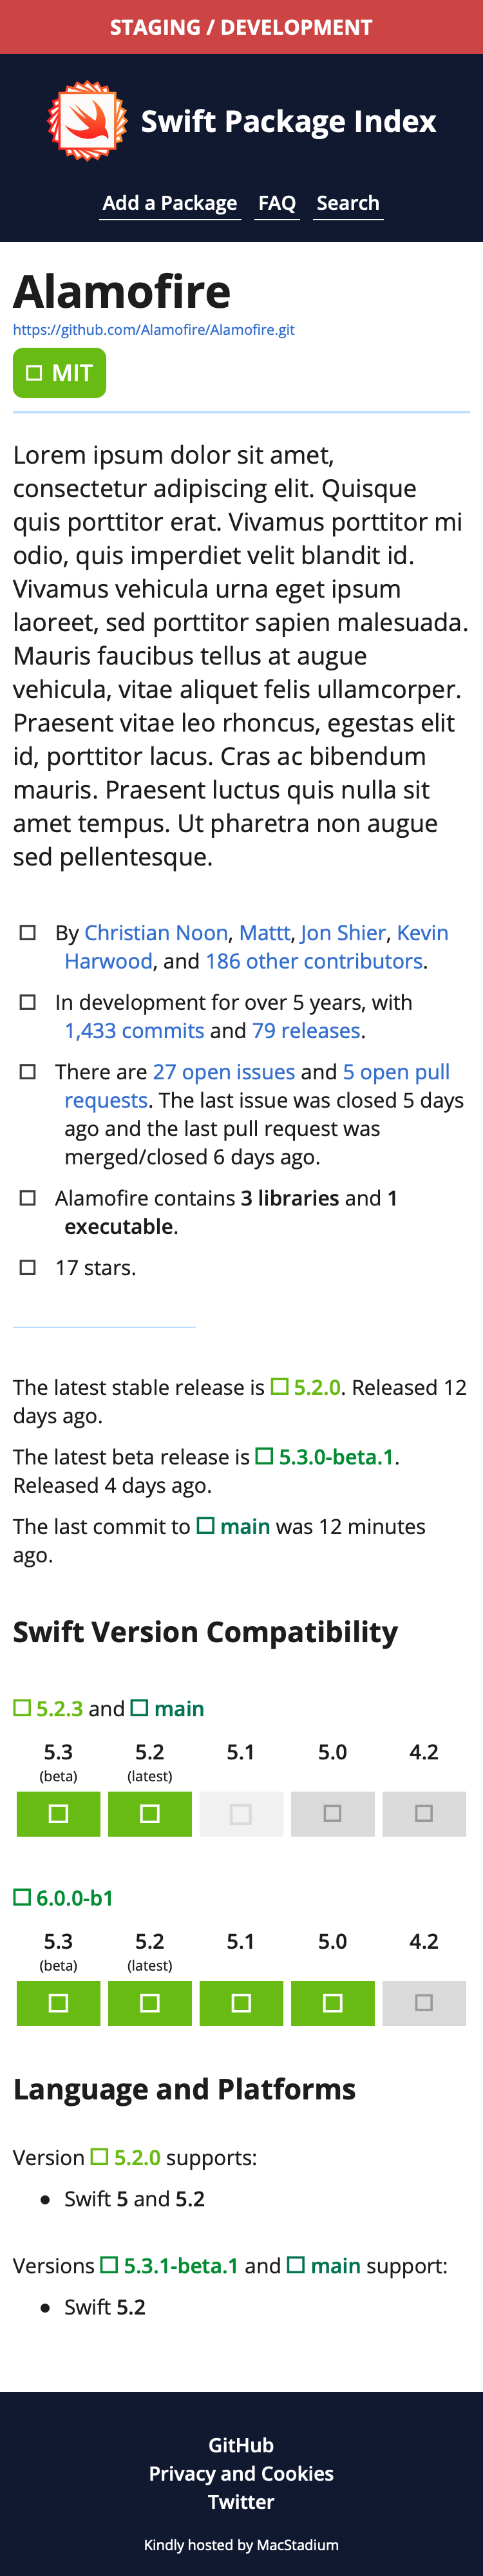 STAGING / DEVELOPMENT
Swift Package Index
Add a Package FAQ Search
Alamofire
https://github.com/Alamofire/Alamofire.git
MIT
Lorem ipsum dolor sit amet,
consectetur adipiscing elit. Quisque
quis porttitor erat. Vivamus porttitor mi
odio, quis imperdiet velit blandit id.
Vivamus vehicula urna eget ipsum
laoreet, sed porttitor sapien malesuada.
Mauris faucibus tellus at augue
vehicula, vitae aliquet felis ullamcorper.
Praesent vitae leo rhoncus, egestas elit
id, porttitor lacus. Cras ac bibendum
mauris. Praesent luctus quis nulla sit
amet tempus. Ut pharetra non augue
sed pellentesque.
By Christian Noon, Mattt, Jon Shier, Kevin
Harwood, and 186 other contributors.
In development for over 5 years, with
1,433 commits and 79 releases.
There are 27 open issues and 5 open pull
requests. The last issue was closed 5 days
ago and the last pull request was
merged/closed 6 days ago.
Alamofire contains 3 libraries and 1
executable.
17 stars.
The latest stable release is 5.2.0. Released 12
days ago.
The latest beta release is 5.3.0-beta.1.
Released 4 days ago.
The last commit to main was 12 minutes
ago.
Swift Version Compatibility
5.2.3 and main
5.3 5.2 5.1 5.0 4.2
(beta) (latest)
6.0.0-b1
5.3 5.2 5.1 5.0 4.2
(beta) (latest)
Language and Platforms
Version 5.2.0 supports:
• Swift 5 and 5.2
Versions 5.3.1-beta.1 and main support:
• Swift 5.2
GitHub
Privacy and Cookies
Twitter
Kindly hosted by MacStadium